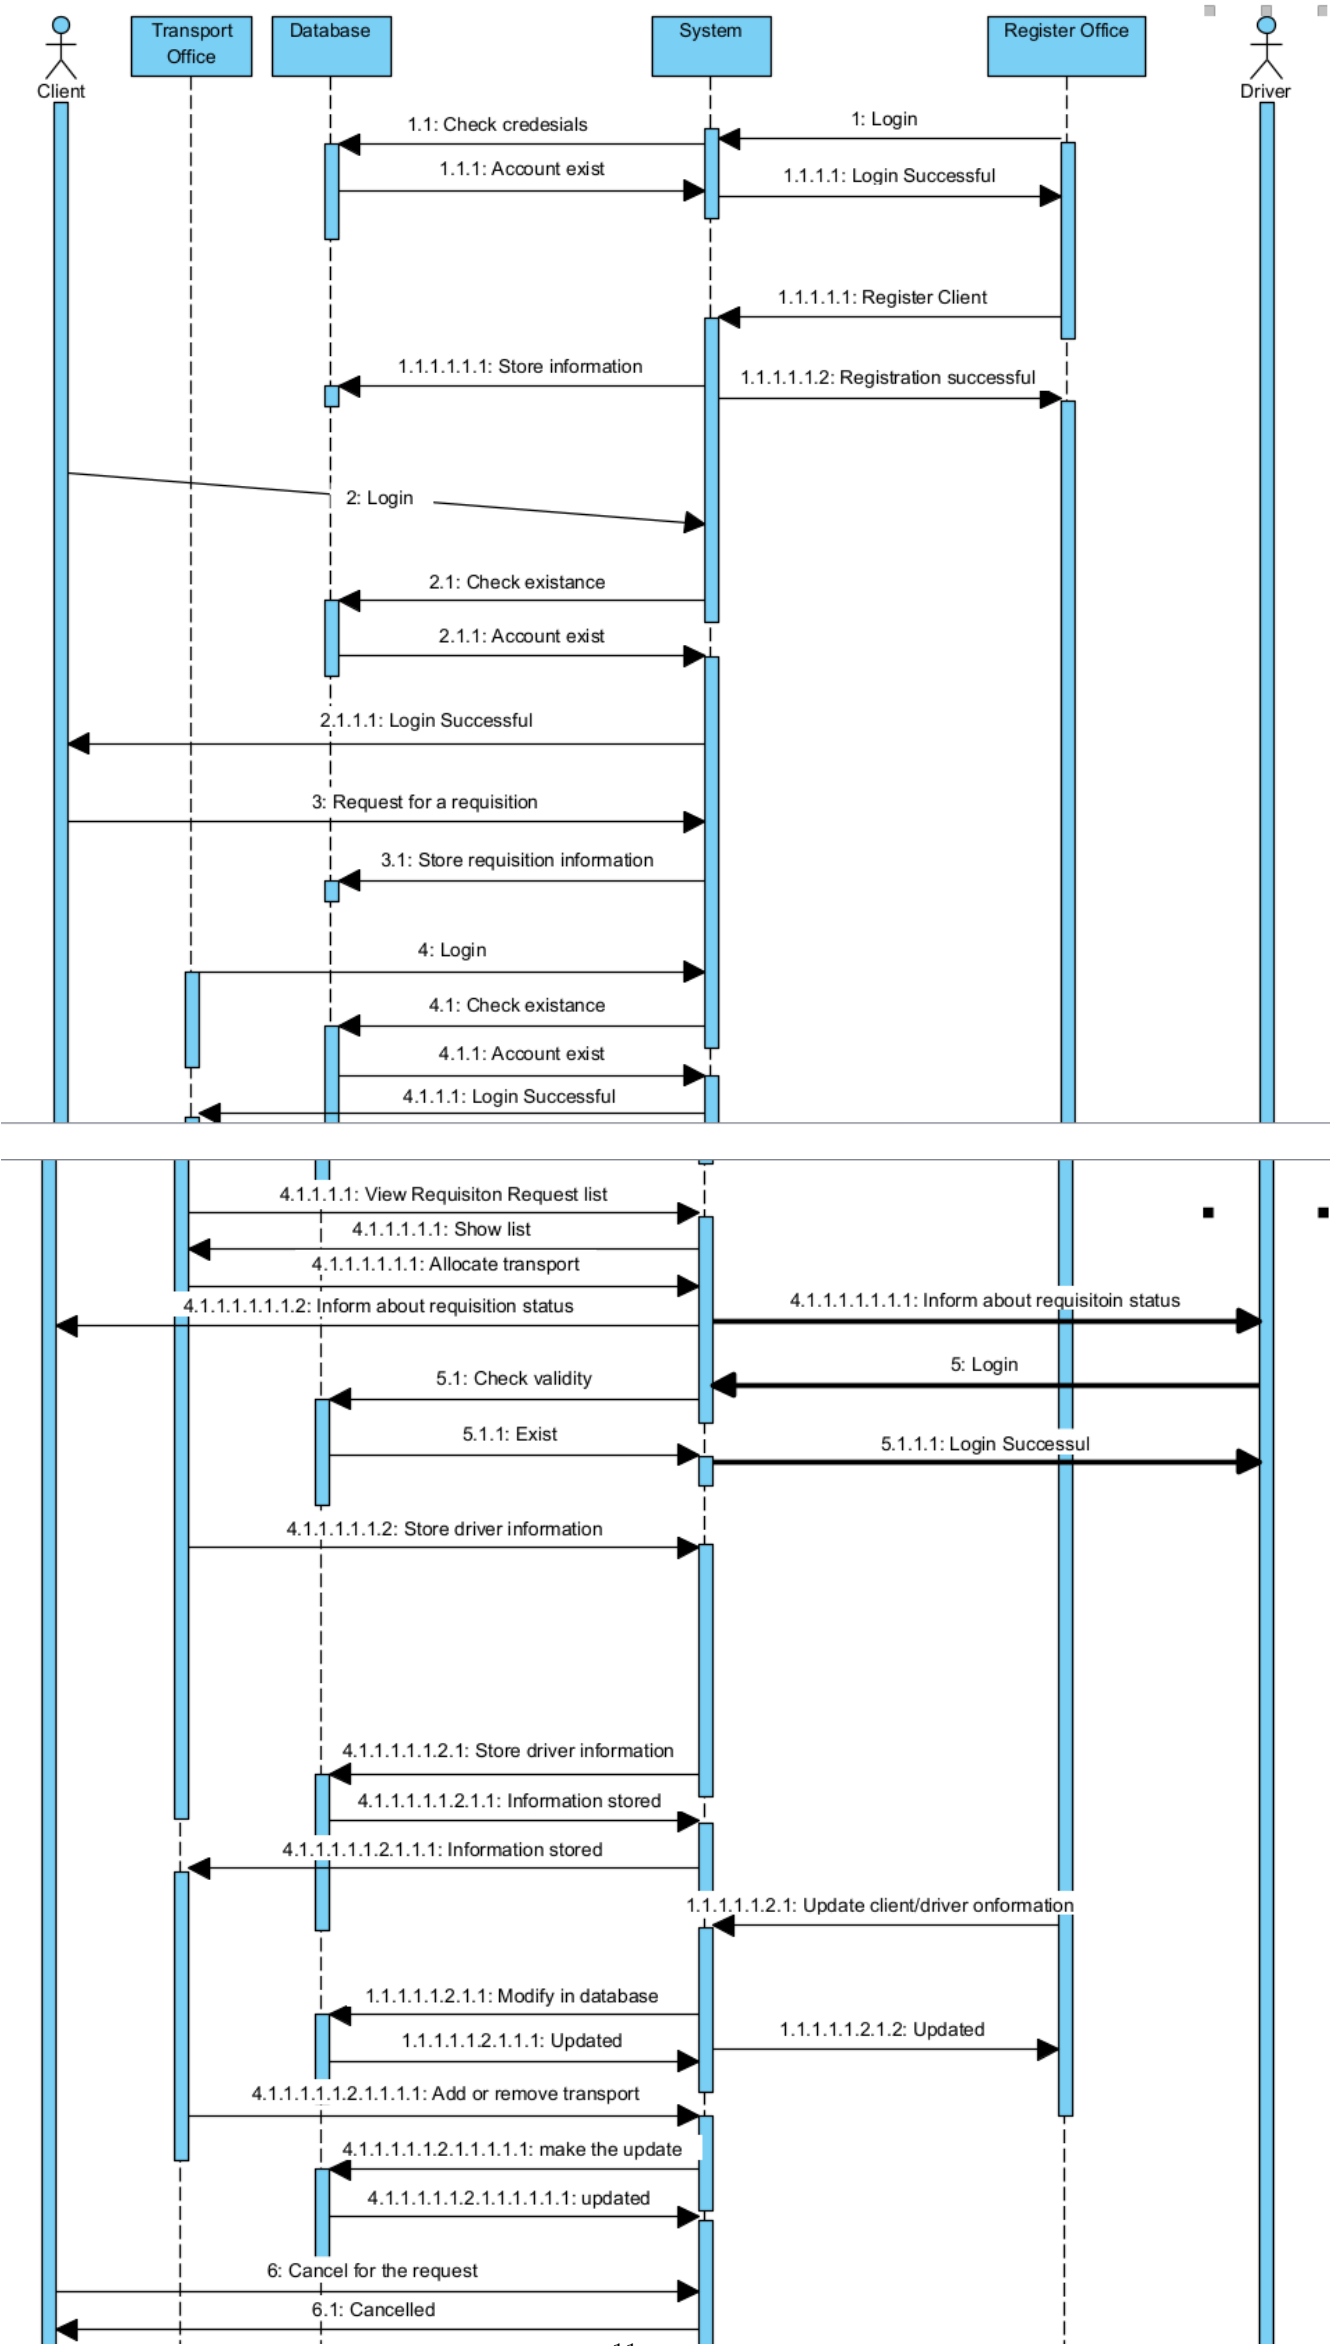 Transport
Office
Database
System
Register Office
Client
Driver
1: Login
1.1: Check credesials
1.1.1: Account exist
1.1.1.1: Login Successful
1.1.1.1.1: Register Client
1.1.1.1.1.1: Store information
1.1.1.1.1.2: Registration successful
2: Login
2.1: Check existance
2.1.1: Account exist
2.1.1.1: Login Successful
3: Request for a requisition
3.1: Store requisition information
4: Login
4.1: Check existance
4.1.1: Account exist
4.1.1.1: Login Successful
4.1.1.1.1: View Requisiton Request list
4.1.1.1.1.1: Show list
4.1.1.1.1.1.1: Allocate transport
4.1.1.1.1.1.1.2: Inform about requisition status
4.1.1.1.1.1.1.1: Inform about requisitoin status
5: Login
5.1: Check validity
5.1.1: Exist
5.1.1.1: Login Successul
4.1.1.1.1.1.2: Store driver information
4.1.1.1.1.1.2.1: Store driver information
4.1.1.1.1.1.2.1.1: Information stored
4.1.1.1.1.1.2.1.1.1: Information stored
1.1.1.1.1.2.1: Update client/driver onformation
1.1.1.1.1.2.1.1: Modify in database
1.1.1.1.1.2.1.2: Updated
1.1.1.1.1.2.1.1.1: Updated
4.1.1.1.1.1.2.1.1.1.1: Add or remove transport
4.1.1.1.1.1.2.1.1.1.1.1: make the update
4.1.1.1.1.1.2.1.1.1.1.1.1: updated
6: Cancel for the request
6.1: Cancelled